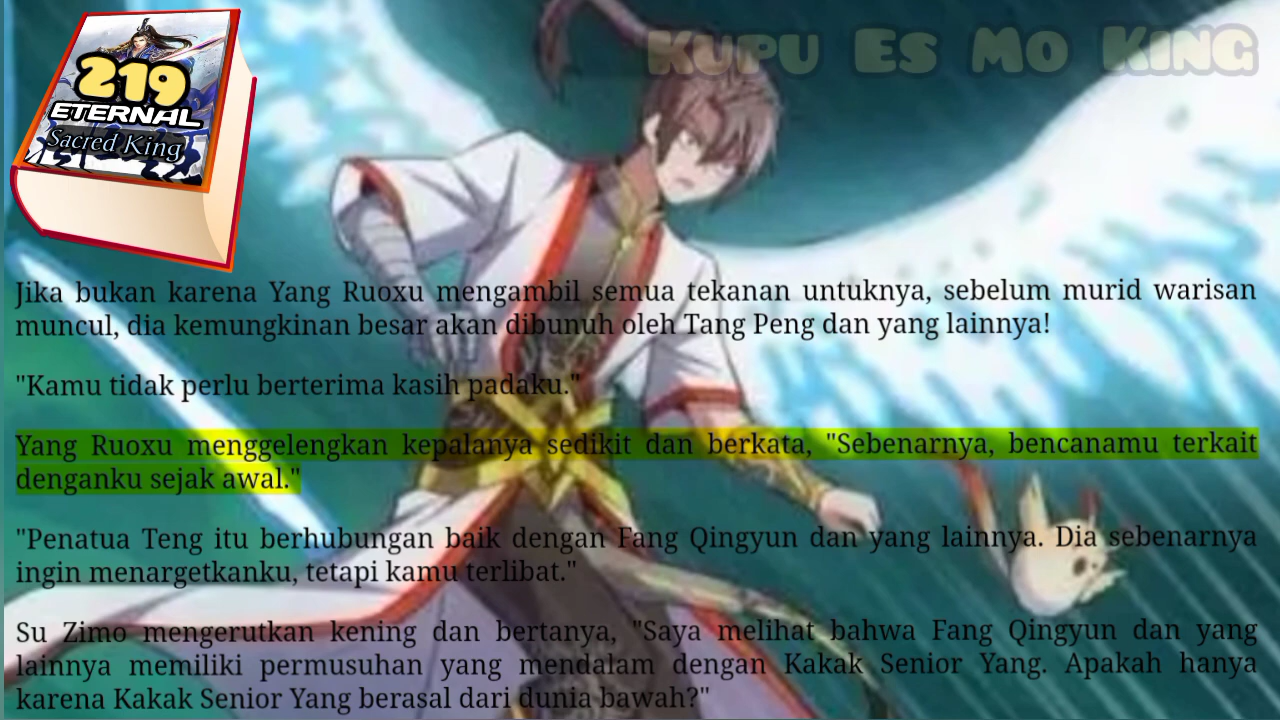 KUPU ES MO KING
219
ETERNAL
Sacred King
Jika bukan karena Yang Ruoxu mengambil semua tekanan untuknya, sebelum murid warisan
muncul, dia kemungkinan besar akan dibunuh oleh Tang Peng dan yang lainnya!
"Kamu tidak perlu berterima kasih padaku."
Yang Ruoxu menggelengkan kepalanya sedikit dan berkata, "Sebenarnya, bencanamu terkait
denganku sejak awal."
"Penatua Teng itu berhubungan baik dengan Fang Qingyun dan yang lainnya. Dia sebenarnya
ingin menargetkanku, tetapi kamu terlibat."
Su Zimo mengerutkan kening dan bertanya, "Saya melihat bahwa Fang Qingyun dan yang
lainnya memiliki permusuhan yang mendalam dengan Kakak Senior Yang. Apakah hanya
karena Kakak Senior Yang berasal dari dunia bawah?"